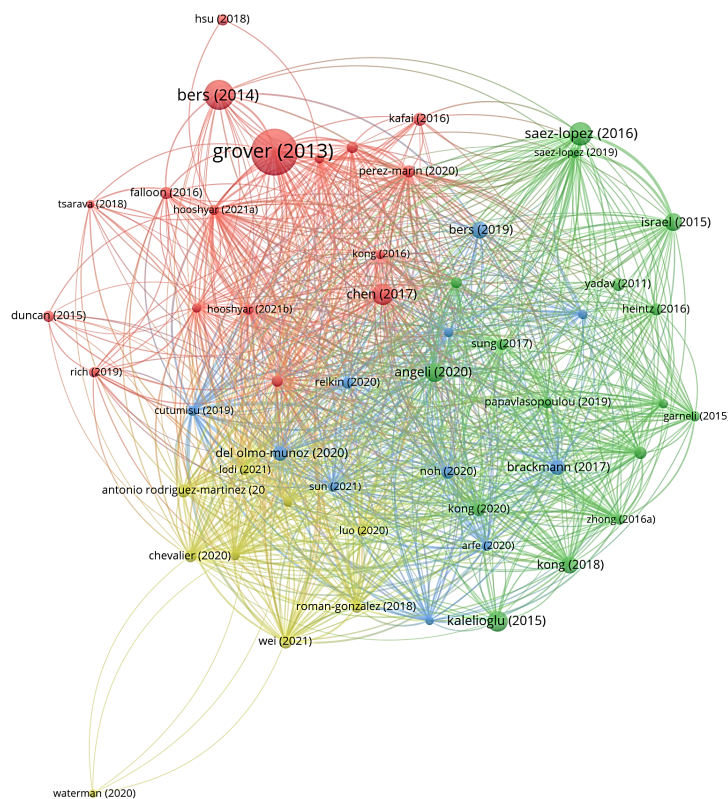 hsu (2018)
bers (2014)
kafai (2016)
saez-lopez (2016)
grover (2013)
saez-lopez (2019)
perez-marin (2020)
falloon (2016)
tsarava (2018)
hooshyar (2021a)
israel (2015)
bers (2019)
kong (2016)
yadav (2011)
chen (2017)
hooshyar (2021b)
heintz (2016)
duncan (2015)
sung (2017)
rich (2019)
angeli (2020)
relkin (2020)
papavlasopoulou (2019)
cutumisu (2019)
garneli (2015)
del olmo-munoz (2020)
lodi (2021)
noh (2020)
brackmann (2017)
sun (2021)
antonio rodriguez-martinez (20
kong (2020)
zhong (2016a)
luo (2020)
arfe (2020)
chevalier (2020)
kong (2018)
roman-gonzalez (2018)
kalelioglu (2015)
wei (2021)
waterman (2020)